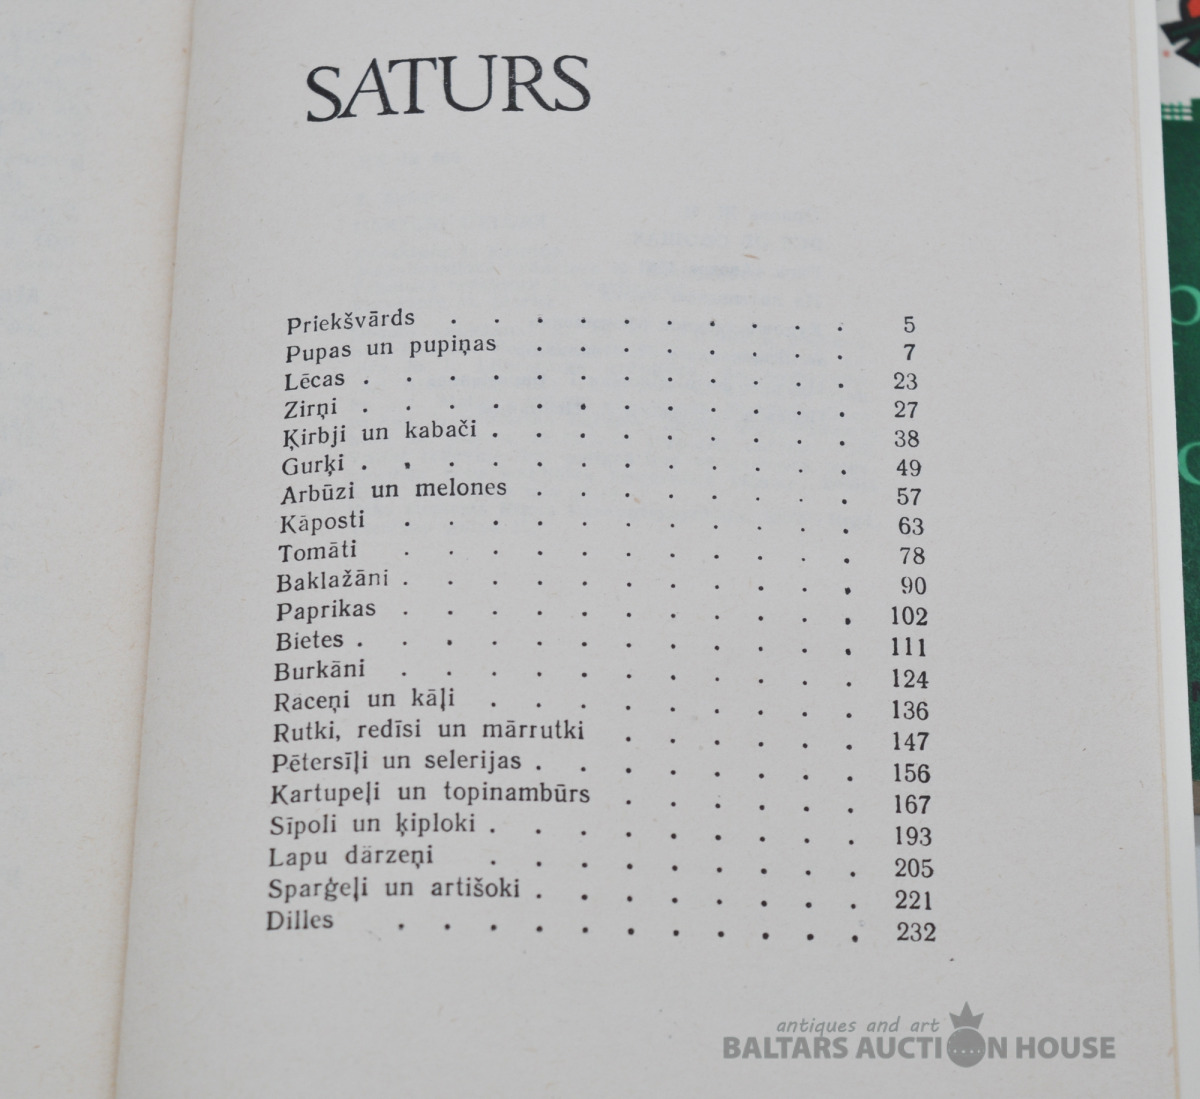 SATURS
Priekšvārds . . . . . . . . . . 5
Pupas un pupiņas . . . . . . . . 7
Lēcas . . . . . . . . . . . . 23
Zirņi . . . . . . . . . . . . 27
Ķirbji un kabači . . . . . . . . . 38
Gurķi . . . . . . . . . . . . 49
Arbūzi un melones . . . . . . . . 57
Kāposti . . . . . . . . . . . 63
Tomāti . . . . . . . . . . . 78
Baklažāni . . . . . . . . . . . 90
Paprikas . . . . . . . . . . . 102
Bietes . . . . . . . . . . . . 111
Burkāni . . . . . . . . . . . 124
Rāceņi un kāļi . . . . . . . . . 136
Rutki, redīsi un mārrutki . . . . . . 147
Pētersīļi un selerijas . . . . . . . . 156
Kartupeļi un topinambūrs . . . . . . 167
Sīpoli un ķiploki . . . . . . . . . 193
Lapu dārzeņi . . . . . . . . . 205
Sparģeļi un artišoki . . . . . . . . 221
Dilles . . . . . . . . . . . 232
antiques and art
BALTARS AUCTION HOUSE